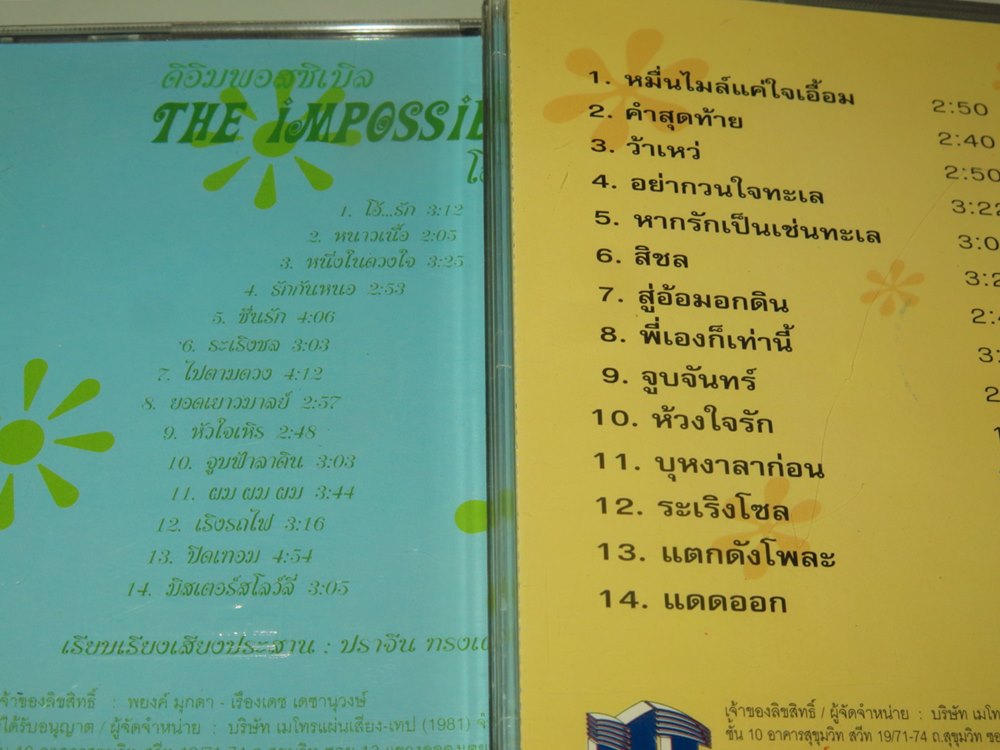 ดิอิมพอสซิเบิล
THE iMPOSSiB
โอ้
1. โอ้...รัก 3:12
2. หนาวเนื้อ 2:05
3. หนึ่งในดวงใจ 3:25
4. รักกันหนอ 2:53
5. ชื่นรัก 4:06
6. ระเริงชล 3:03
7. ไปตามดวง 4:12
8. ยอดเยาวมาลย์ 2:57
9. หัวใจเหิร 2:48
10. จูบฟ้าลาดิน 3:03
11. ผม ผม ผม 3:44
12. เริงรถไฟ 3:16
13. ปิดเทอม 4:54
14. มิสเตอร์สโลว์ลี่ 3:05
เรียบเรียงเสียงประสาน : ปราจีน ทรงเ
เจ้าของลิขสิทธิ์ : พยงค์ มุกดา - เรืองเดช เดชานุวงษ์
ได้รับอนุญาต / ผู้จัดจำหน่าย : บริษัท เมโทรแผ่นเสียง-เทป (1981) จำ
1. หมื่นไมล์แค่ใจเอื้อม 2:50
2. คำสุดท้าย 2:40
3. ว้าเหว่ 2:50
4. อย่ากวนใจทะเล 3:22
5. หากรักเป็นเช่นทะเล 3:0
6. สิชล 3:2
7. สู่อ้อมอกดิน 2:4
8. พี่เองก็เท่านี้ 3:
9. จูบจันทร์ 2
10. ห้วงใจรัก 1
11. บุหงาลาก่อน
12. ระเริงโซล
13. แตกดังโพละ
14. แดดออก
เจ้าของลิขสิทธิ์ / ผู้จัดจำหน่าย : บริษัท เมโท
ชั้น 10 อาคารสุขุมวิท สวีท 19/71-74 ถ.สุขุมวิท ซอ